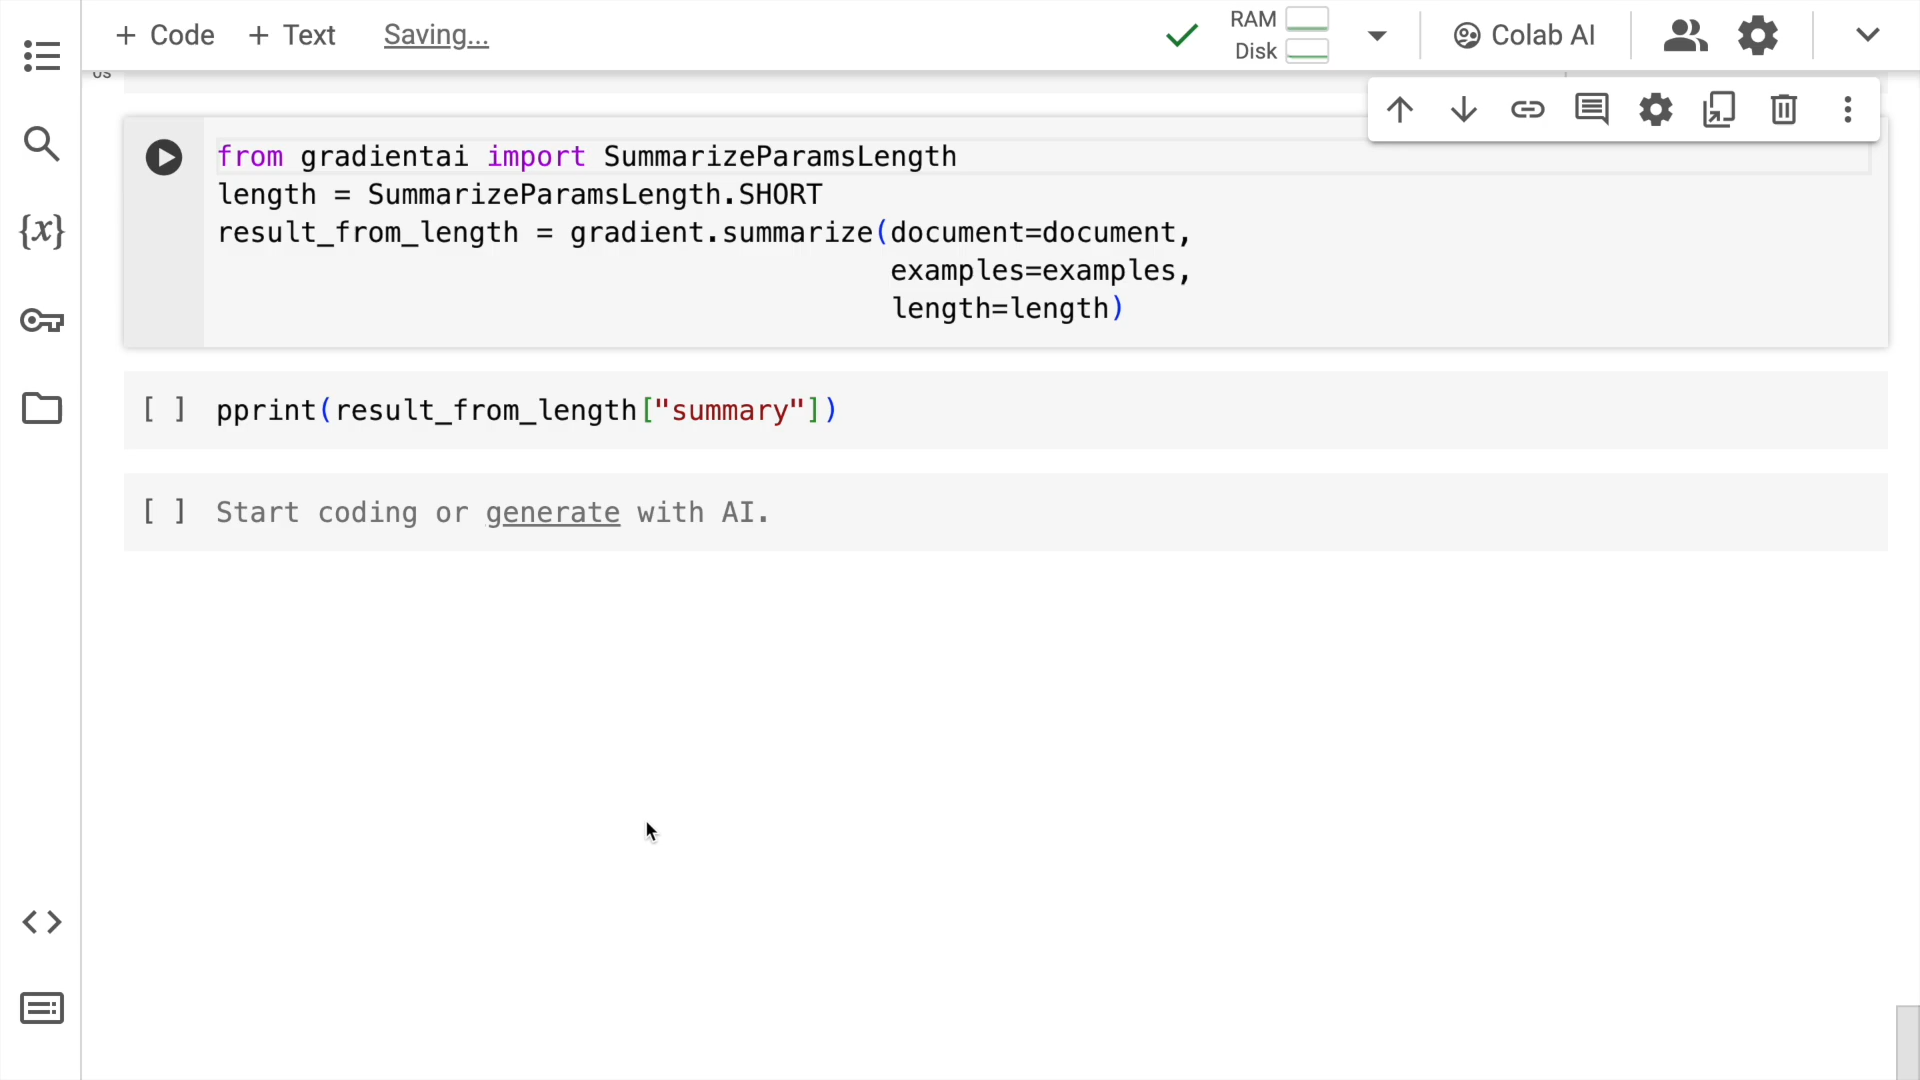 + Code + Text Saving...
RAM
Disk
Colab AI
0s
{x}
from gradientai import SummarizeParamsLength
length = SummarizeParamsLength.SHORT
result_from_length = gradient.summarize(document=document,
examples=examples,
length=length)
[ ] pprint(result_from_length["summary"])
[ ] Start coding or generate with AI.